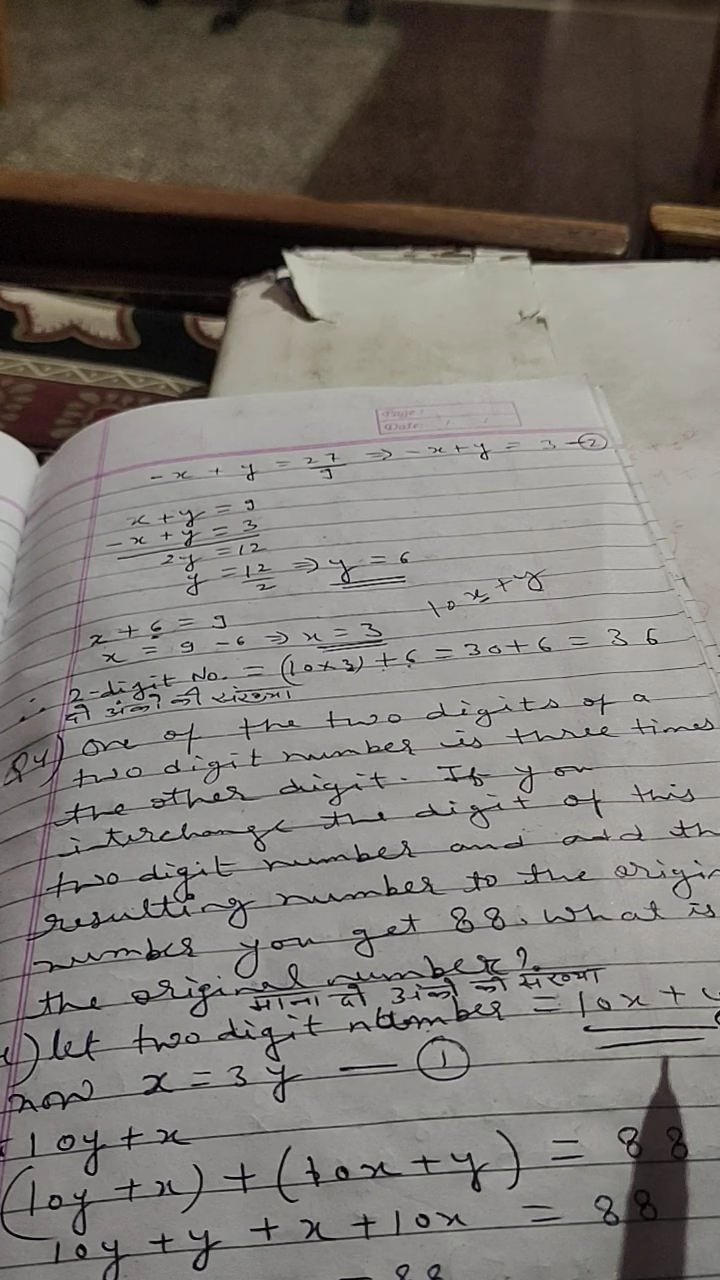 Page:
Date: / /
-x + y = 27/9 ⇒ -x+y = 3 -②
x + y = 9
-x + y = 3
2y = 12
y = 12/2 ⇒ y = 6
x + 6 = 9
10x+y
x = 9 - 6 ⇒ x = 3
∴ 2-digit No. = (10×3) + 6 = 30+6 = 36
दो अंको की संख्या
Q4) one of the two digits of a
two digit number is three times
the other digit. If you
interchange the digit of this
two digit number and add the
resulting number to the origin
number you get 88. What is
the original number?
माना दो अंको की संख्या
let two digit number = 10x + y
now x = 3y — ①
10y + x
(10y + x) + (10x + y) = 88
10y + y + x + 10x = 88
= 88